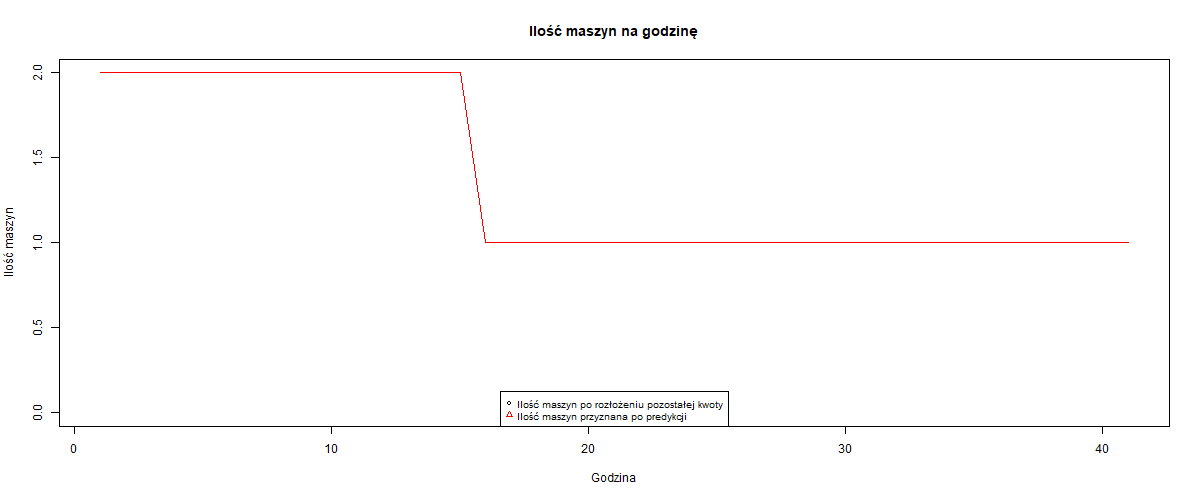 Ilość maszyn na godzinę
Ilość maszyn
2.0
1.5
1.0
0.5
0.0
Ilość maszyn po rozłożeniu pozostałej kwoty
Ilość maszyn przyznana po predykcji
0 10 20 30 40
Godzina